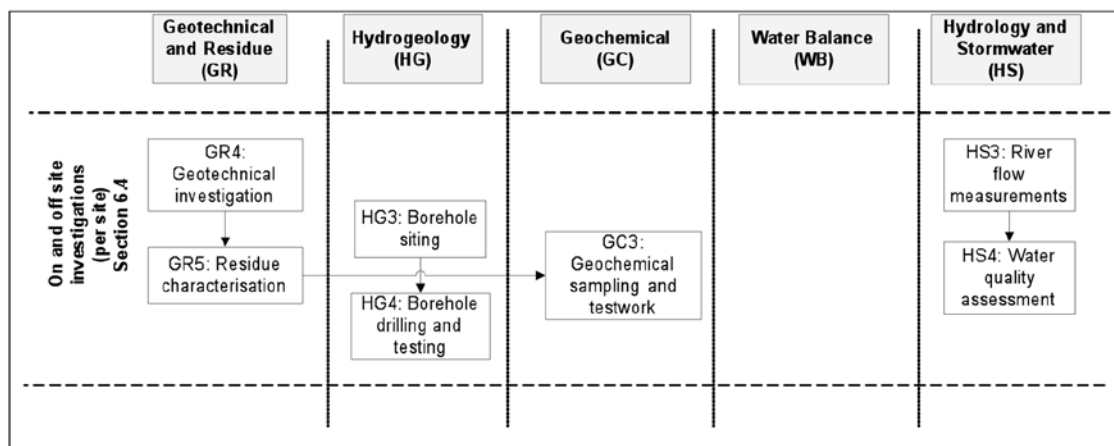 Geotechnical
and Residue
(GR)
Hydrogeology
(HG)
Geochemical
(GC)
Water Balance
(WB)
Hydrology and
Stormwater
(HS)
On and off site
investigations
(per site)
Section 6.4
GR4:
Geotechnical
investigation
GR5: Residue
characterisation
HG3: Borehole
siting
HG4: Borehole
drilling and
testing
GC3:
Geochemical
sampling and
testwork
HS3: River
flow
measurements
HS4: Water
quality
assessment